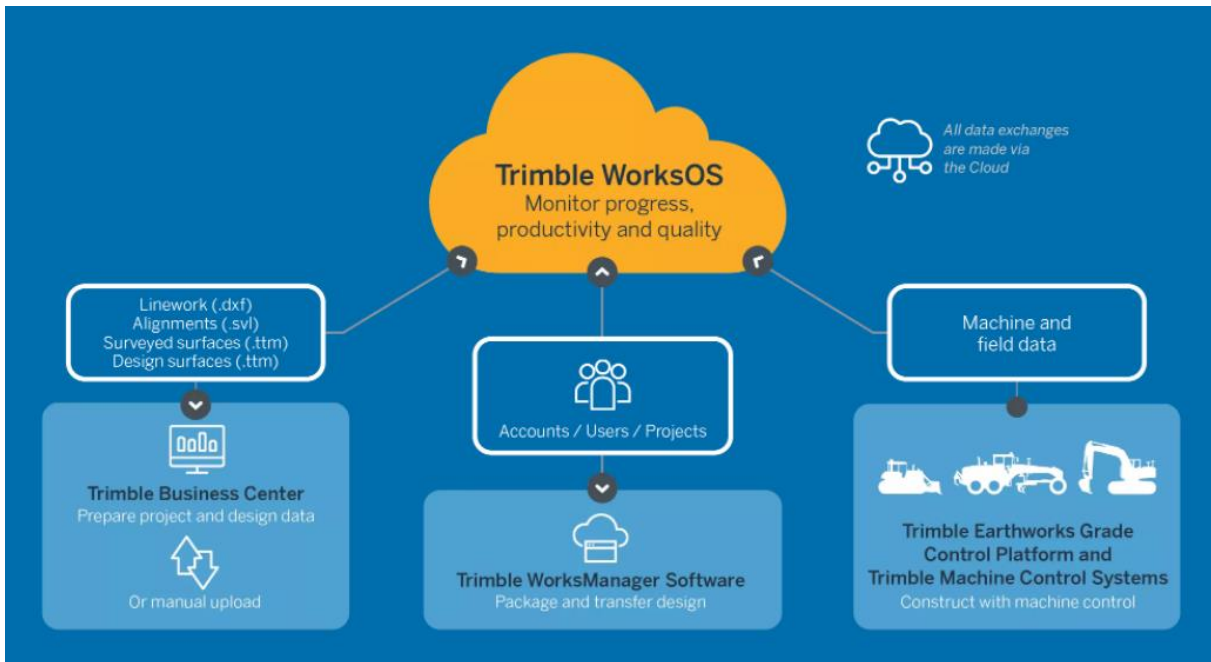 Trimble WorksOS
Monitor progress,
productivity and quality
All data exchanges
are made via
the Cloud
Linework (.dxf)
Alignments (.svl)
Surveyed surfaces (.ttm)
Design surfaces (.ttm)
Trimble Business Center
Prepare project and design data
Or manual upload
Accounts / Users / Projects
Trimble WorksManager Software
Package and transfer design
Machine and
field data
Trimble Earthworks Grade
Control Platform and
Trimble Machine Control Systems
Construct with machine control